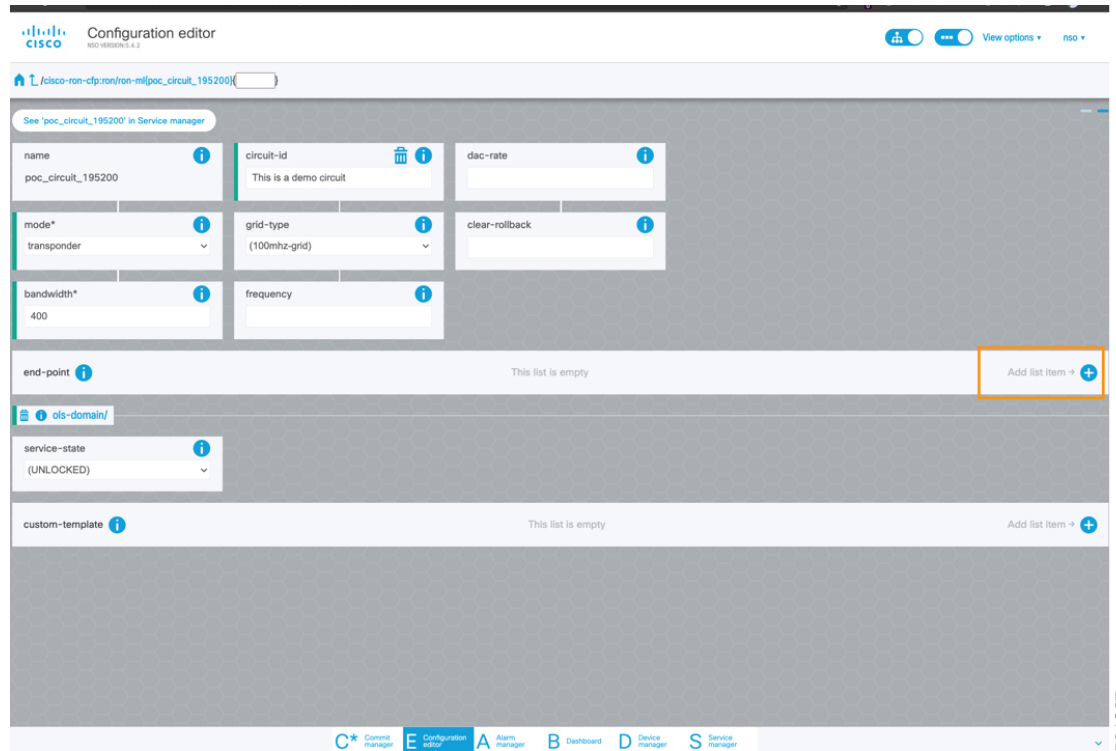 CISCO
Configuration editor
NSO VERSION:5.4.2
View options
nso
/cisco-ron-cfp:ron/ron-ml{poc_circuit_195200}{ }
See 'poc_circuit_195200' in Service manager
name
poc_circuit_195200
circuit-id
This is a demo circuit
dac-rate
mode*
transponder
grid-type
(100mhz-grid)
clear-rollback
bandwidth*
400
frequency
end-point
This list is empty
Add list item
ols-domain/
service-state
(UNLOCKED)
custom-template
This list is empty
Add list item
C* Commit manager
E Configuration editor
A Alarm manager
B Dashboard
D Device manager
S Service manager